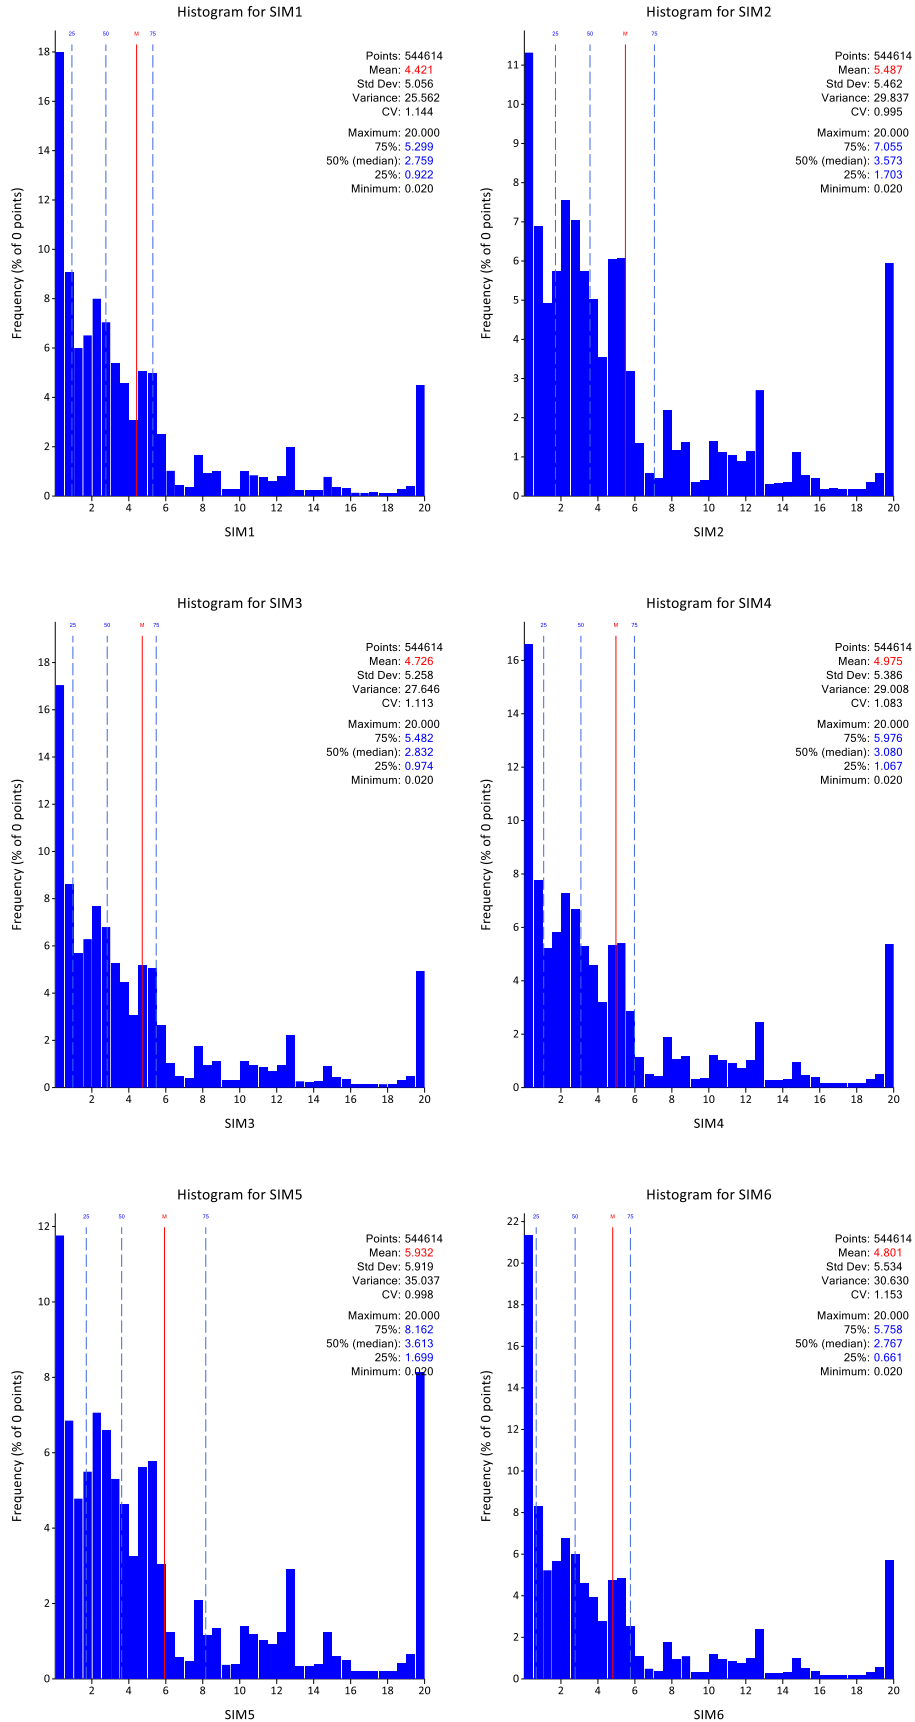 Histogram for SIM1
25 50 M 75
Points: 544614
Mean: 4.421
Std Dev: 5.056
Variance: 25.562
CV: 1.144
Maximum: 20.000
75%: 5.299
50% (median): 2.759
25%: 0.922
Minimum: 0.020
Frequency (% of 0 points)
18
16
14
12
10
8
6
4
2
0
2 4 6 8 10 12 14 16 18 20
SIM1
Histogram for SIM2
25 50 M 75
Points: 544614
Mean: 5.487
Std Dev: 5.462
Variance: 29.837
CV: 0.995
Maximum: 20.000
75%: 7.055
50% (median): 3.573
25%: 1.703
Minimum: 0.020
Frequency (% of 0 points)
11
10
9
8
7
6
5
4
3
2
1
0
2 4 6 8 10 12 14 16 18 20
SIM2
Histogram for SIM3
25 50 M 75
Points: 544614
Mean: 4.726
Std Dev: 5.258
Variance: 27.646
CV: 1.113
Maximum: 20.000
75%: 5.482
50% (median): 2.832
25%: 0.974
Minimum: 0.020
Frequency (% of 0 points)
18
16
14
12
10
8
6
4
2
0
2 4 6 8 10 12 14 16 18 20
SIM3
Histogram for SIM4
25 50 M 75
Points: 544614
Mean: 4.975
Std Dev: 5.386
Variance: 29.008
CV: 1.083
Maximum: 20.000
75%: 5.976
50% (median): 3.080
25%: 1.067
Minimum: 0.020
Frequency (% of 0 points)
16
14
12
10
8
6
4
2
0
2 4 6 8 10 12 14 16 18 20
SIM4
Histogram for SIM5
25 50 M 75
Points: 544614
Mean: 5.932
Std Dev: 5.919
Variance: 35.037
CV: 0.998
Maximum: 20.000
75%: 8.162
50% (median): 3.613
25%: 1.699
Minimum: 0.020
Frequency (% of 0 points)
12
10
8
6
4
2
0
2 4 6 8 10 12 14 16 18 20
SIM5
Histogram for SIM6
25 50 M 75
Points: 544614
Mean: 4.801
Std Dev: 5.534
Variance: 30.630
CV: 1.153
Maximum: 20.000
75%: 5.758
50% (median): 2.767
25%: 0.661
Minimum: 0.020
Frequency (% of 0 points)
22
20
18
16
14
12
10
8
6
4
2
0
2 4 6 8 10 12 14 16 18 20
SIM6